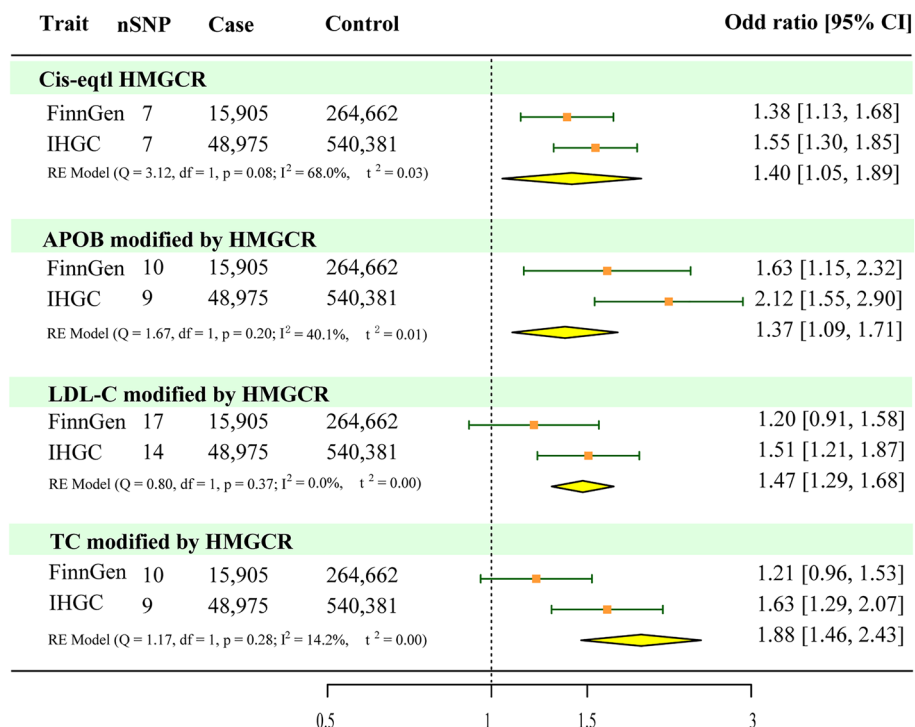 Trait nSNP Case Control Odd ratio [95% CI]
Cis-eqtl HMGCR
FinnGen 7 15,905 264,662 1.38 [1.13, 1.68]
IHGC 7 48,975 540,381 1.55 [1.30, 1.85]
RE Model (Q = 3.12, df = 1, p = 0.08; I² = 68.0%, t ² = 0.03) 1.40 [1.05, 1.89]
APOB modified by HMGCR
FinnGen 10 15,905 264,662 1.63 [1.15, 2.32]
IHGC 9 48,975 540,381 2.12 [1.55, 2.90]
RE Model (Q = 1.67, df = 1, p = 0.20; I² = 40.1%, t ² = 0.01) 1.37 [1.09, 1.71]
LDL-C modified by HMGCR
FinnGen 17 15,905 264,662 1.20 [0.91, 1.58]
IHGC 14 48,975 540,381 1.51 [1.21, 1.87]
RE Model (Q = 0.80, df = 1, p = 0.37; I² = 0.0%, t ² = 0.00) 1.47 [1.29, 1.68]
TC modified by HMGCR
FinnGen 10 15,905 264,662 1.21 [0.96, 1.53]
IHGC 9 48,975 540,381 1.63 [1.29, 2.07]
RE Model (Q = 1.17, df = 1, p = 0.28; I² = 14.2%, t ² = 0.00) 1.88 [1.46, 2.43]
0.5 1 1.5 3